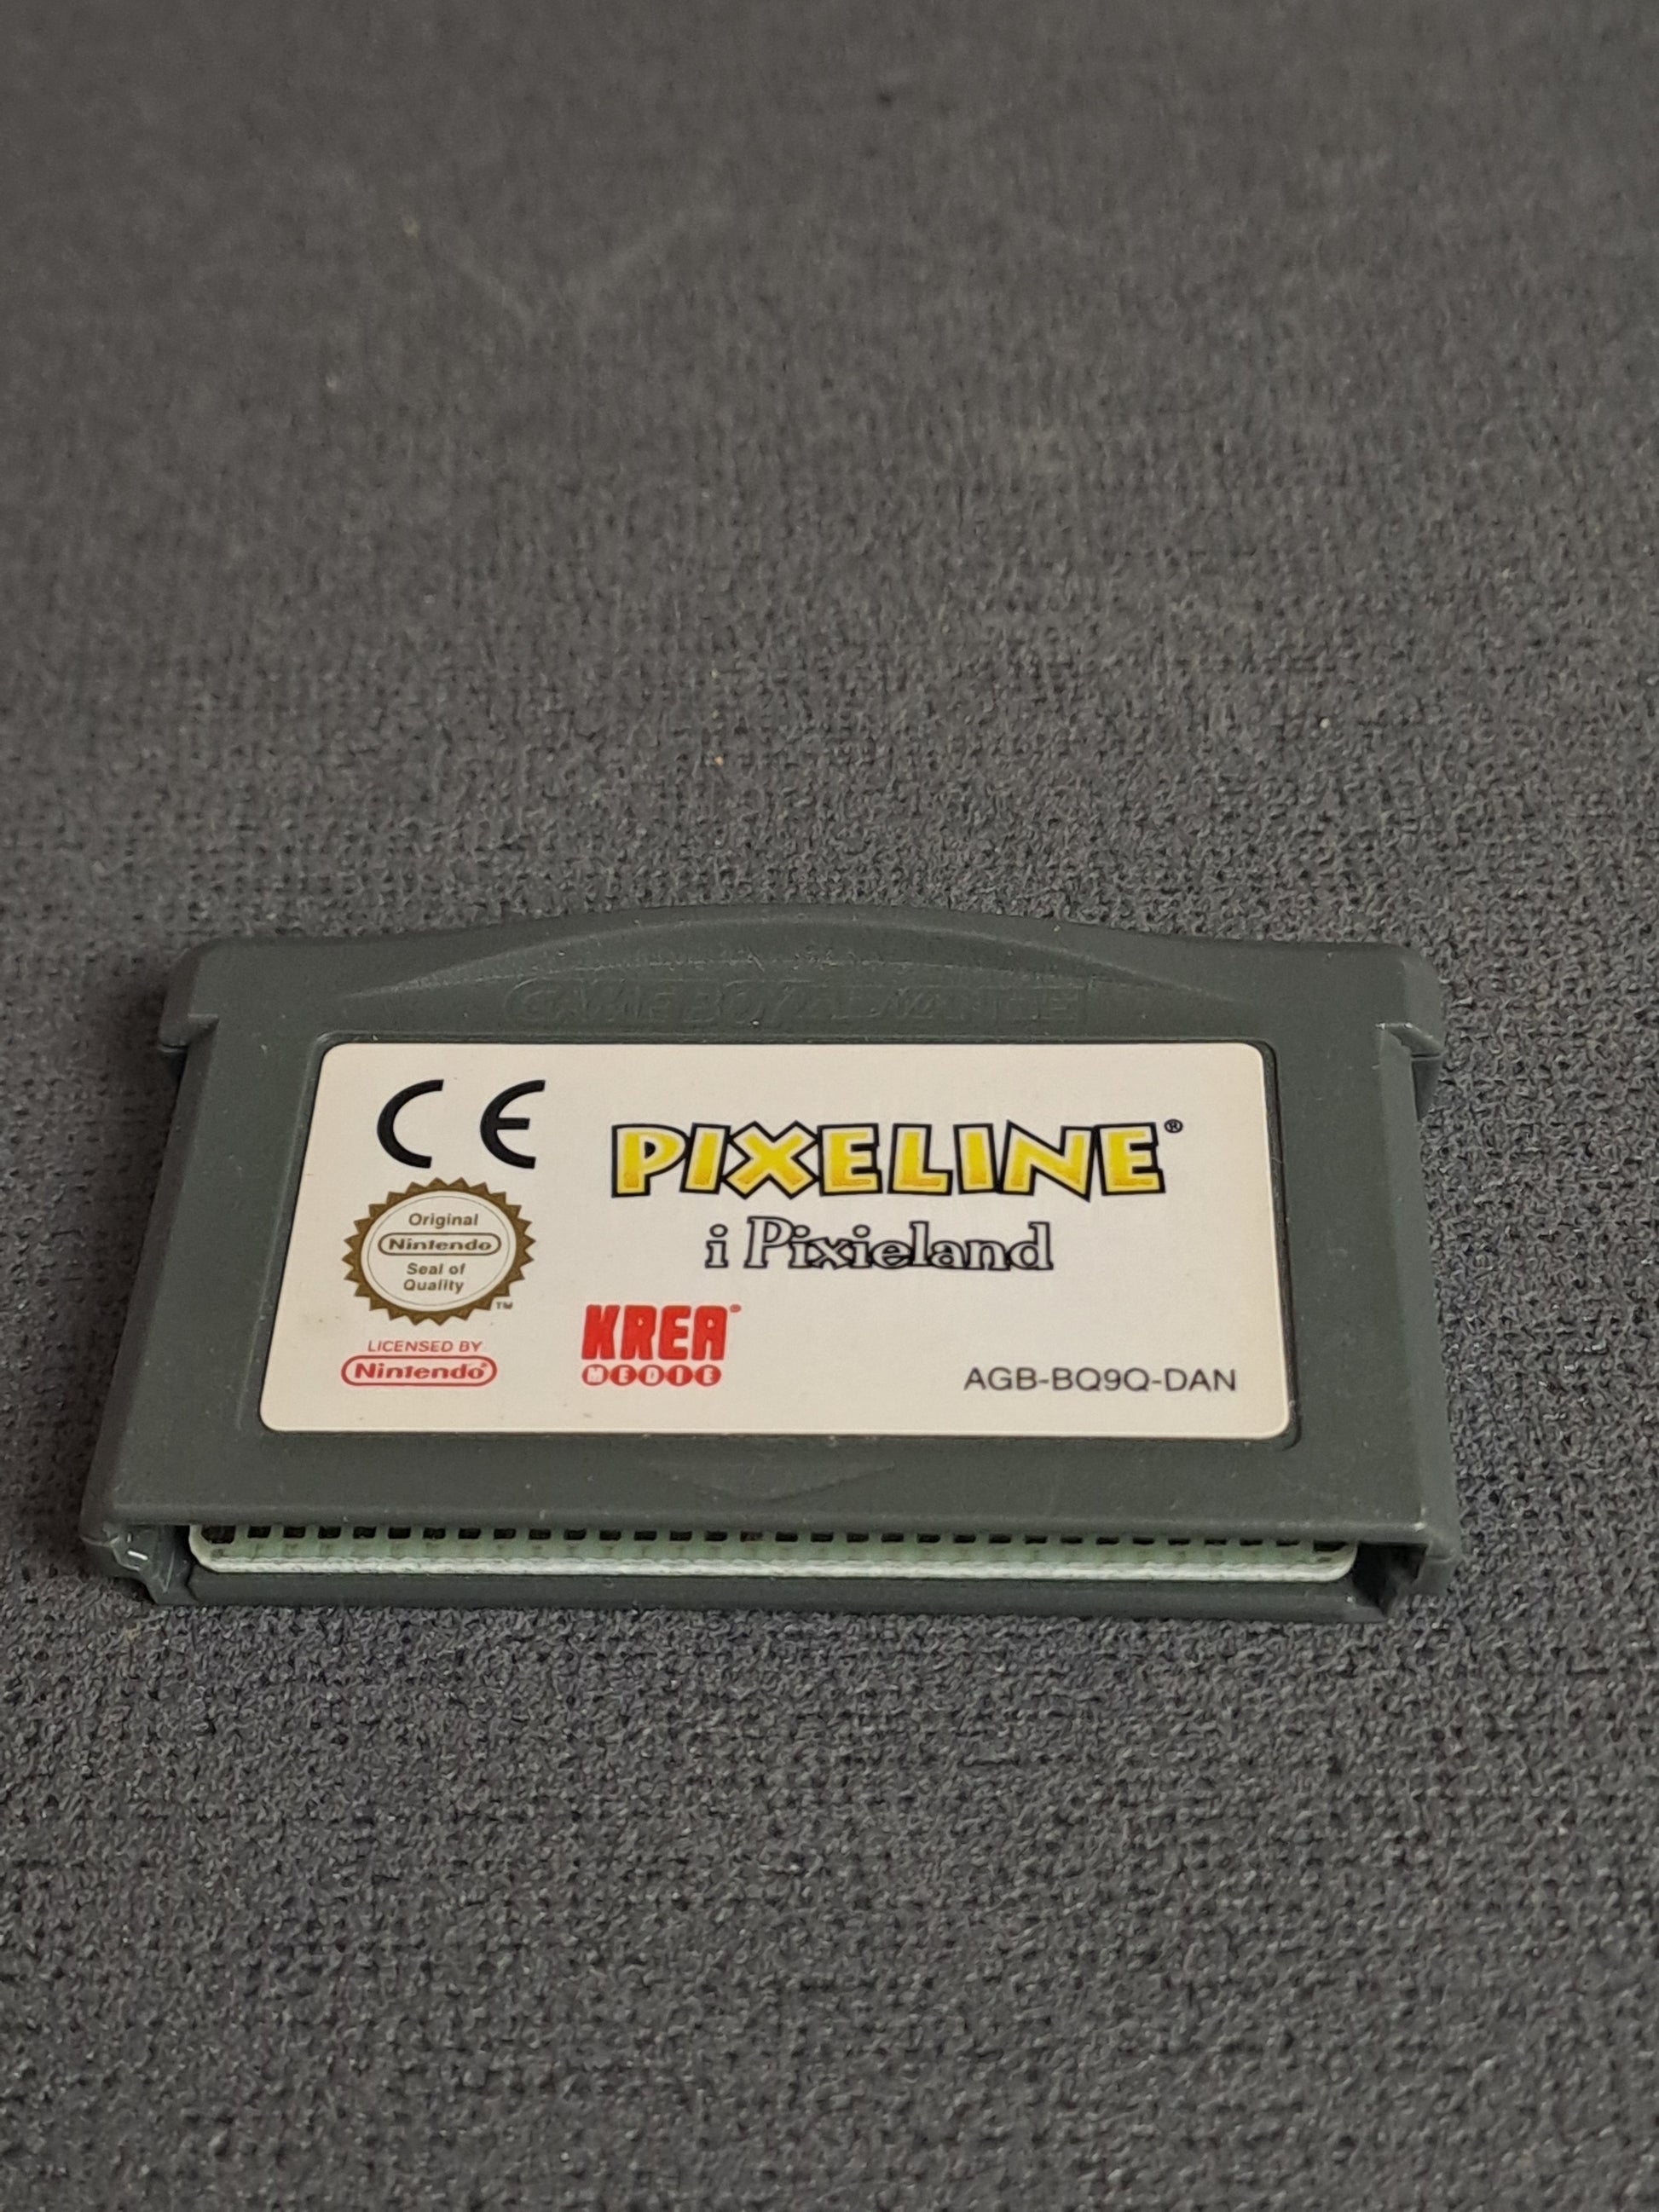 GAME BOY ADVANCE
CE
PIXELINE®
i Pixieland
Original
Nintendo
Seal of
Quality
TM
LICENSED BY
Nintendo®
KREA®
MEDIE
AGB-BQ9Q-DAN